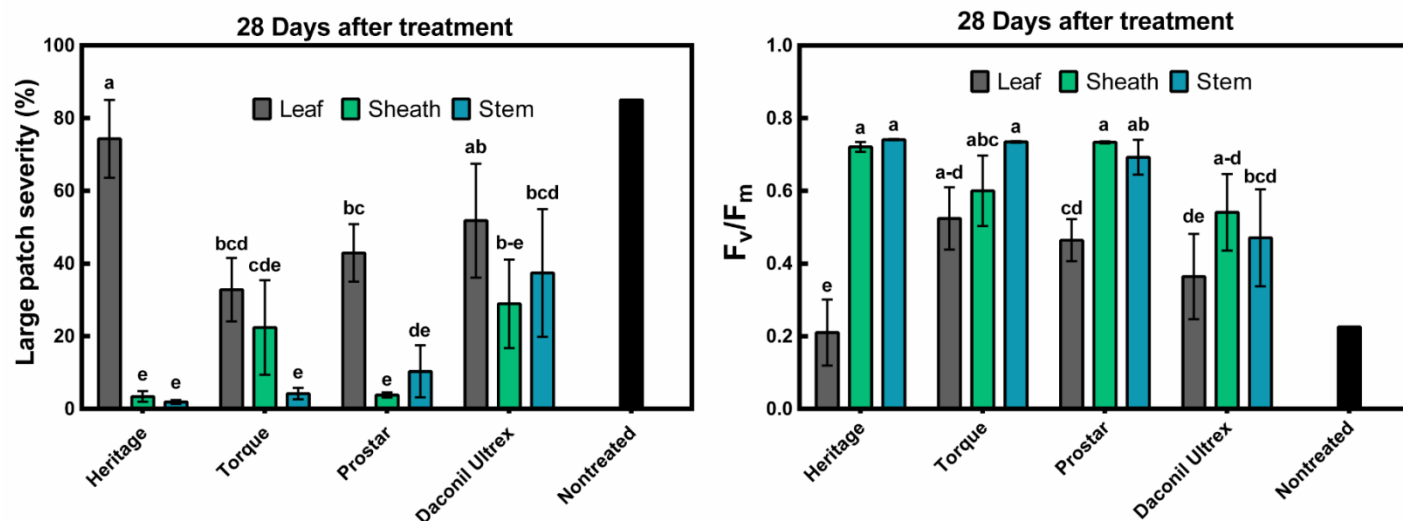 28 Days after treatment
Large patch severity (%)
100
80
60
40
20
0
Leaf Sheath Stem
a
e
e
bcd
cde
e
bc
e
de
ab
b-e
bcd
Heritage
Torque
Prostar
Daconil Ultrex
Nontreated
28 Days after treatment
Fv/Fm
1.0
0.8
0.6
0.4
0.2
0.0
Leaf Sheath Stem
e
a
a
a-d
abc
a
cd
a
ab
de
a-d
bcd
Heritage
Torque
Prostar
Daconil Ultrex
Nontreated